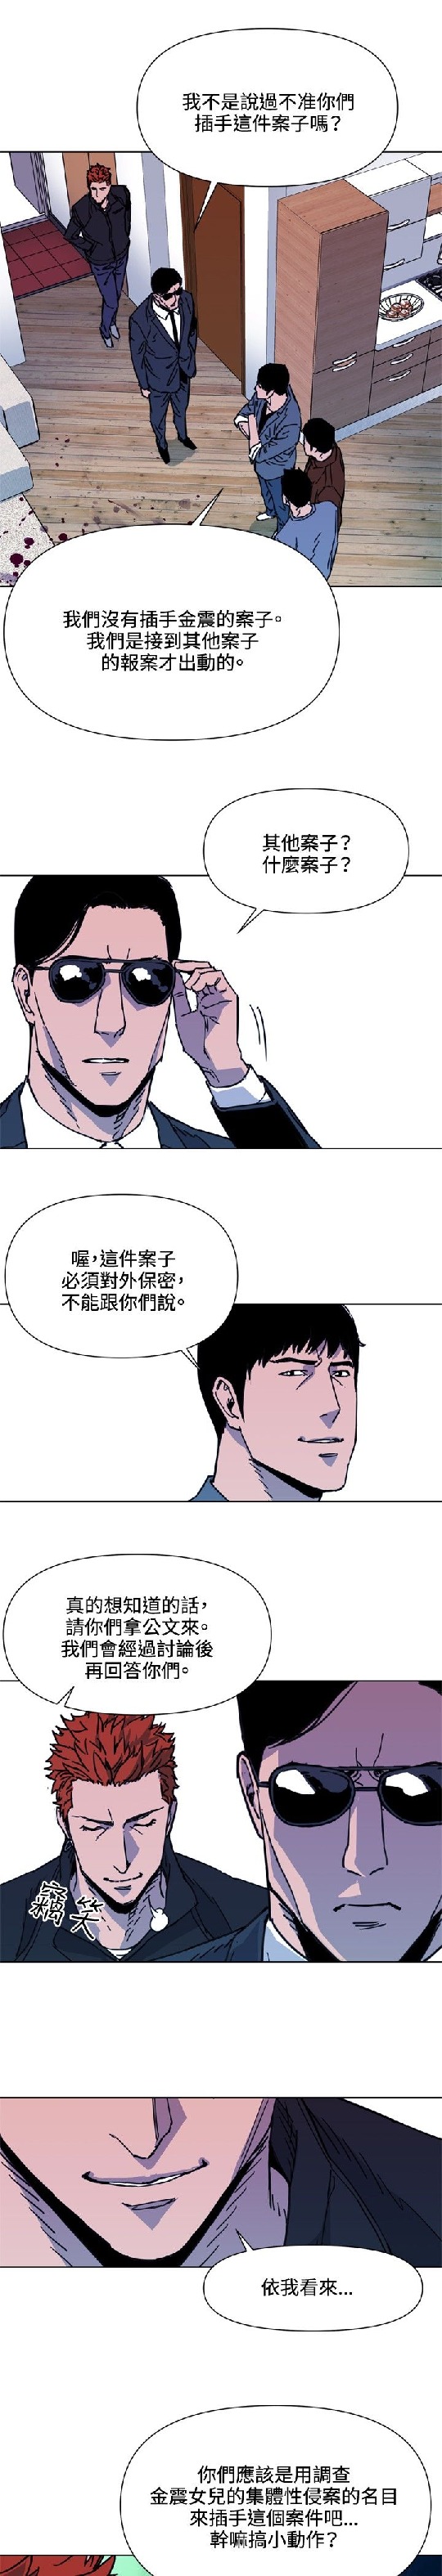 我不是說過不准你們
插手這件案子嗎？
我們沒有插手金震的案子。
我們是接到其他案子
的報案才出動的。
其他案子？
什麼案子？
喔，這件案子
必須對外保密，
不能跟你們說。
真的想知道的話，
請你們拿公文來。
我們會經過討論後
再回答你們。
竊笑
依我看來…
你們應該是用調查
金震女兒的集體性侵案的名目
來插手這個案件吧…
幹嘛搞小動作？